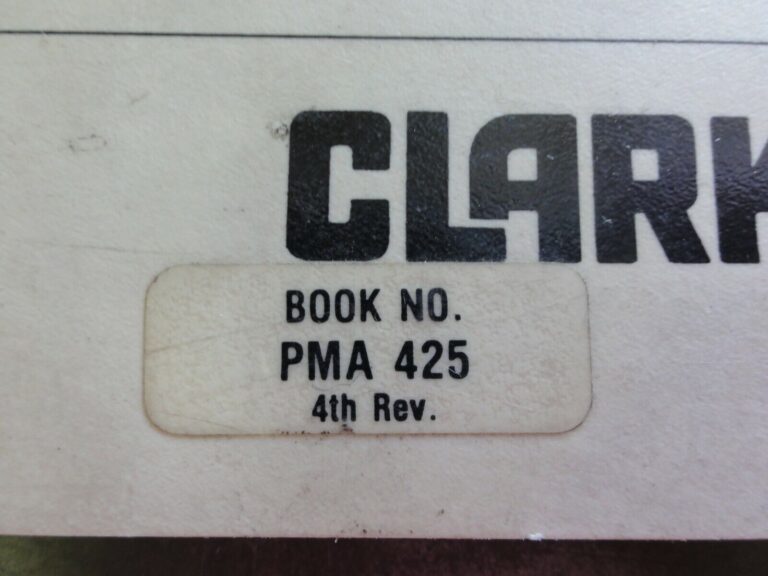 CLARK
BOOK NO.
PMA 425
4th Rev.